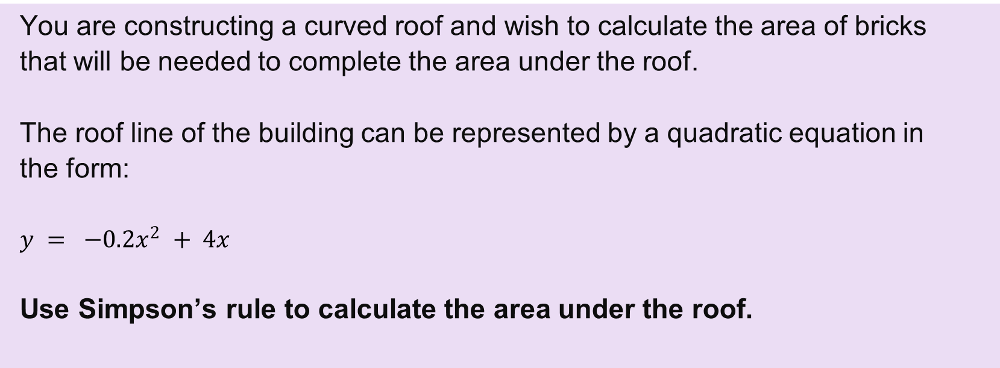 You are constructing a curved roof and wish to calculate the area of bricks
that will be needed to complete the area under the roof.
The roof line of the building can be represented by a quadratic equation in
the form:
y = −0.2x² + 4x
Use Simpson’s rule to calculate the area under the roof.